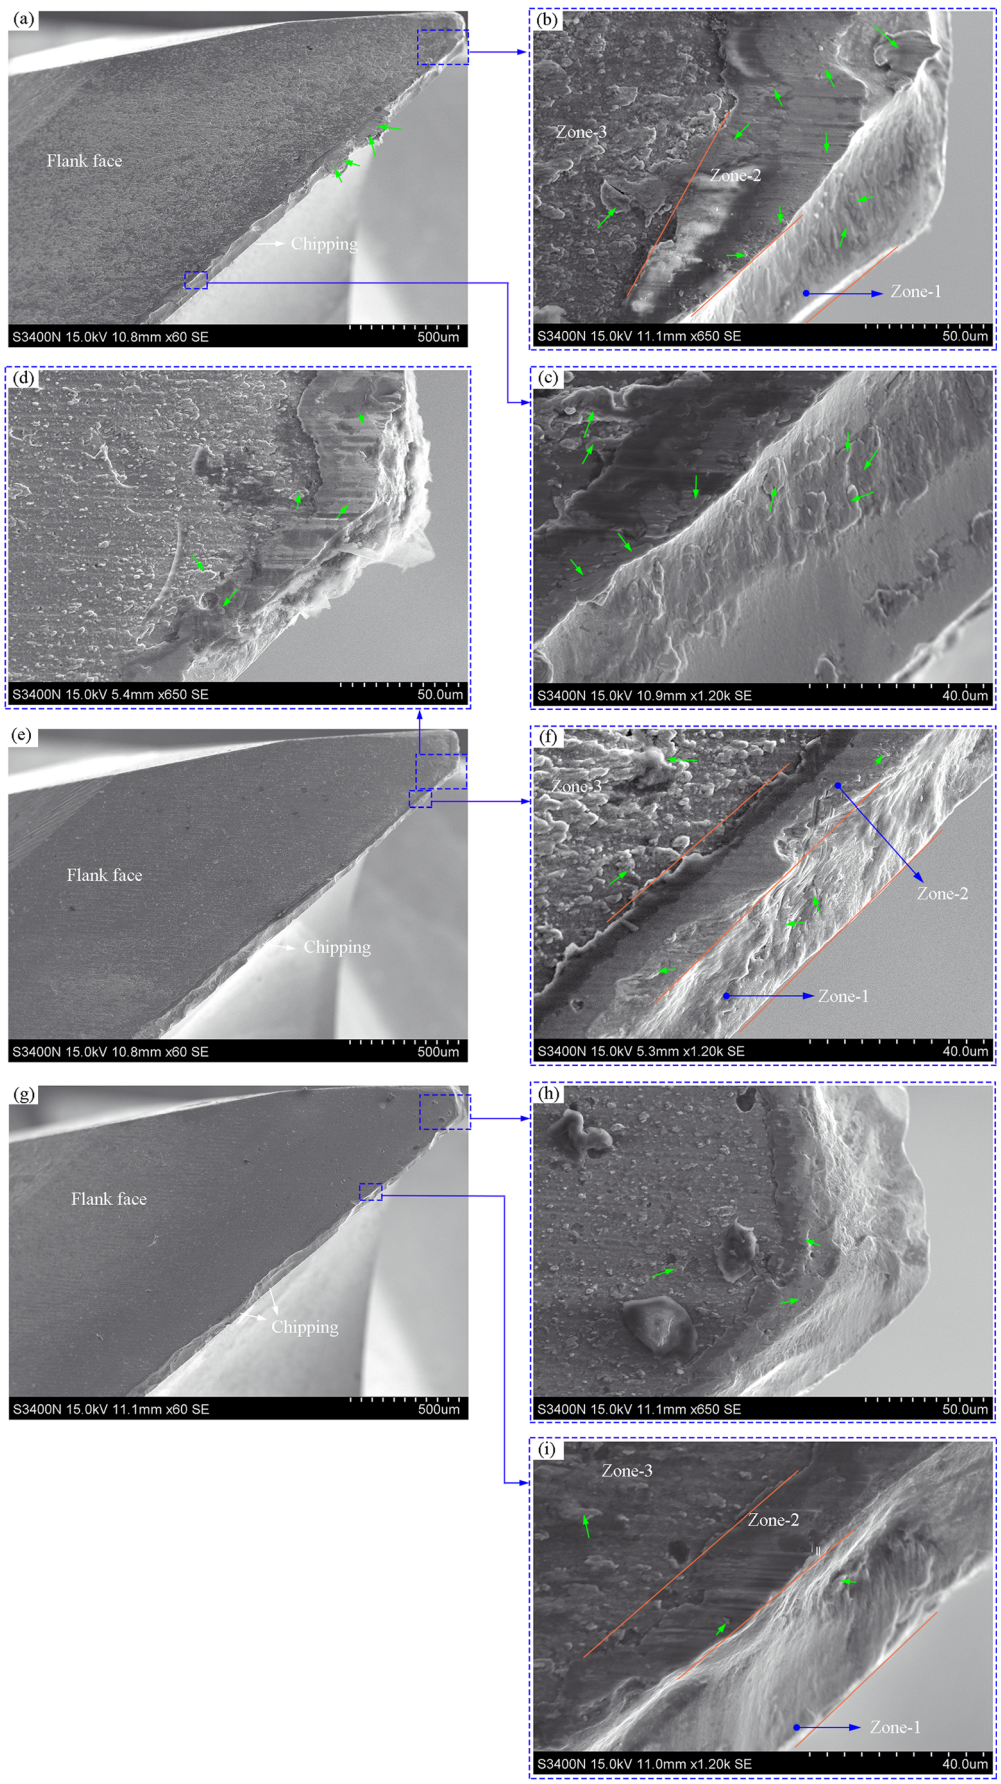 (a)
Flank face
Chipping
S3400N 15.0kV 10.8mm x60 SE
500um
(b)
Zone-3
Zone-2
Zone-1
S3400N 15.0kV 11.1mm x650 SE
50.0um
(d)
S3400N 15.0kV 5.4mm x650 SE
50.0um
(c)
S3400N 15.0kV 10.9mm x1.20k SE
40.0um
(e)
Flank face
Chipping
S3400N 15.0kV 10.8mm x60 SE
500um
(f)
Zone-3
Zone-2
Zone-1
S3400N 15.0kV 5.3mm x1.20k SE
40.0um
(g)
Flank face
Chipping
S3400N 15.0kV 11.1mm x60 SE
500um
(h)
S3400N 15.0kV 11.1mm x650 SE
50.0um
(i)
Zone-3
Zone-2
Zone-1
S3400N 15.0kV 11.0mm x1.20k SE
40.0um